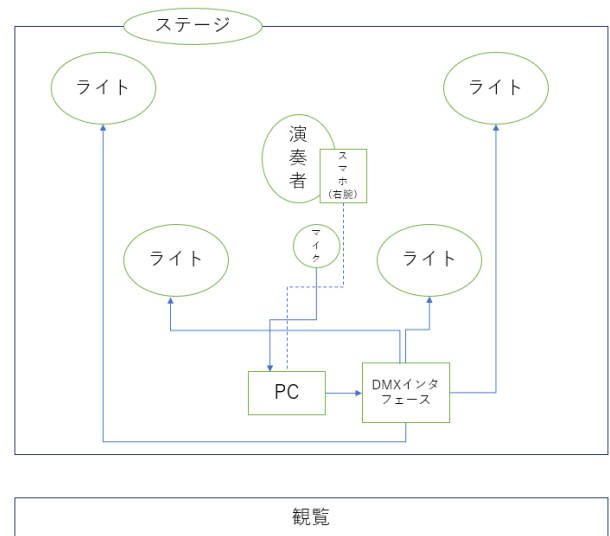 ステージ
ライト
ライト
演奏者
スマホ
(右腕)
マイク
ライト
ライト
PC
DMXインタ
フェース
観覧